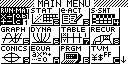 MAIN MENU
RUN·MAT STAT e·ACT S·SHT
GRAPH DYNA TABLE RECUR
CONICS EQUA PRGM TVM